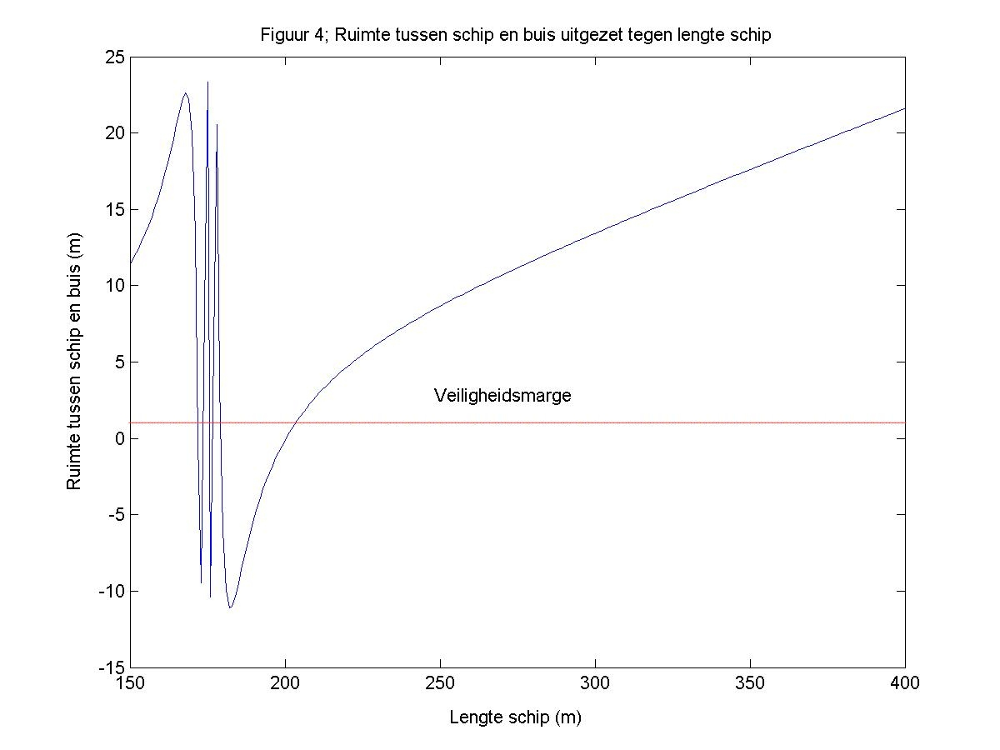 Figuur 4; Ruimte tussen schip en buis uitgezet tegen lengte schip
25
20
15
10
5
0
-5
-10
-15
Ruimte tussen schip en buis (m)
Veiligheidsmarge
150 200 250 300 350 400
Lengte schip (m)